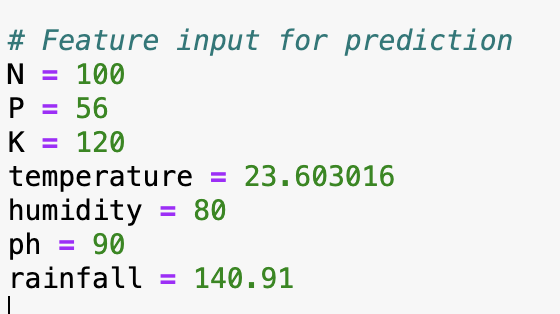 # Feature input for prediction
N = 100
P = 56
K = 120
temperature = 23.603016
humidity = 80
ph = 90
rainfall = 140.91